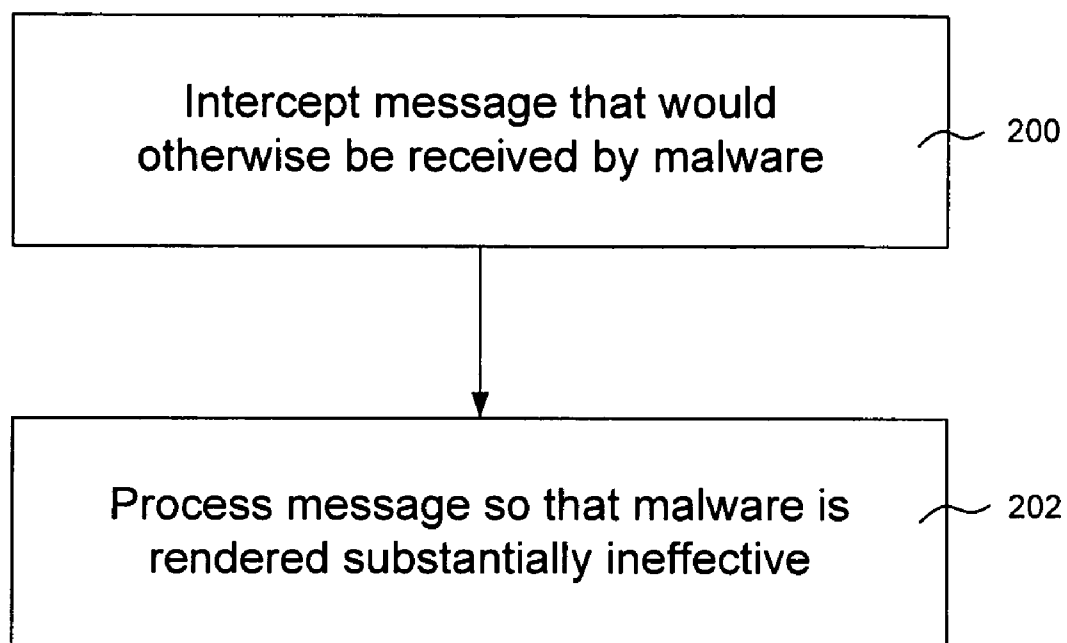 Intercept message that would
otherwise be received by malware
200
Process message so that malware is
rendered substantially ineffective
202